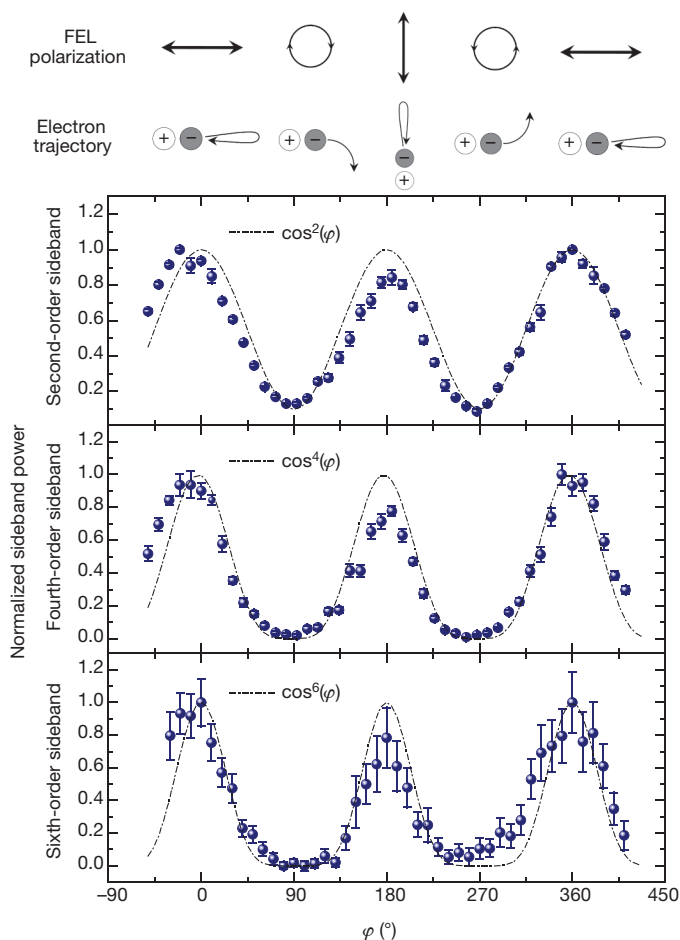 FEL
polarization
Electron
trajectory
+ − + − − + + − + −
Normalized sideband power
Second-order sideband
1.2
1.0
0.8
0.6
0.4
0.2
cos²(φ)
Fourth-order sideband
1.2
1.0
0.8
0.6
0.4
0.2
0.0
cos⁴(φ)
Sixth-order sideband
1.2
1.0
0.8
0.6
0.4
0.2
0.0
cos⁶(φ)
−90 0 90 180 270 360 450
φ (°)